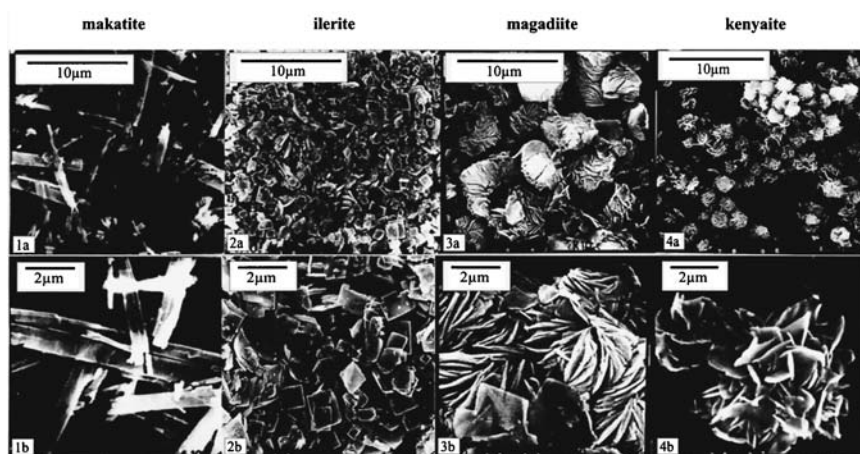 makatite ilerite magadiite kenyaite
10µm 10µm 10µm 10µm
1a 2a 3a 4a
2µm 2µm 2µm 2µm
1b 2b 3b 4b